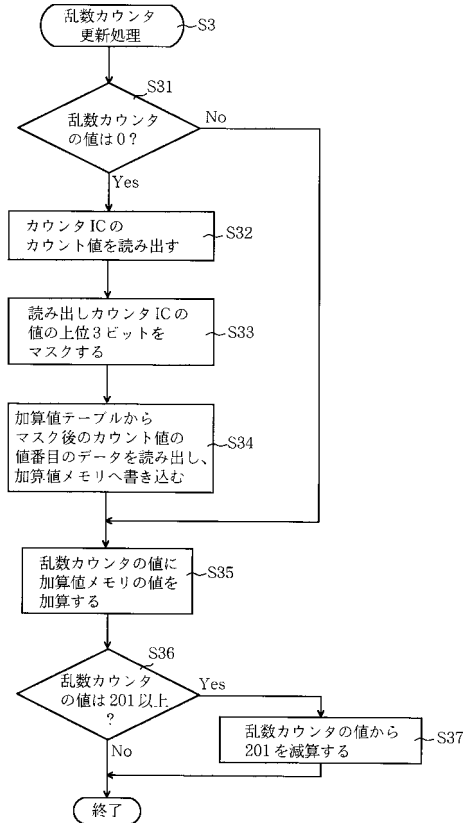 乱数カウンタ
更新処理
S3
S31
乱数カウンタ
の値は0?
No
Yes
カウンタICの
カウント値を読み出す
S32
読み出しカウンタICの
値の上位3ビットを
マスクする
S33
加算値テーブルから
マスク後のカウント値の
値番目のデータを読み出し、
加算値メモリへ書き込む
S34
乱数カウンタの値に
加算値メモリの値を
加算する
S35
S36
乱数カウンタ
の値は201以上
?
Yes
No
乱数カウンタの値から
201を減算する
S37
終了